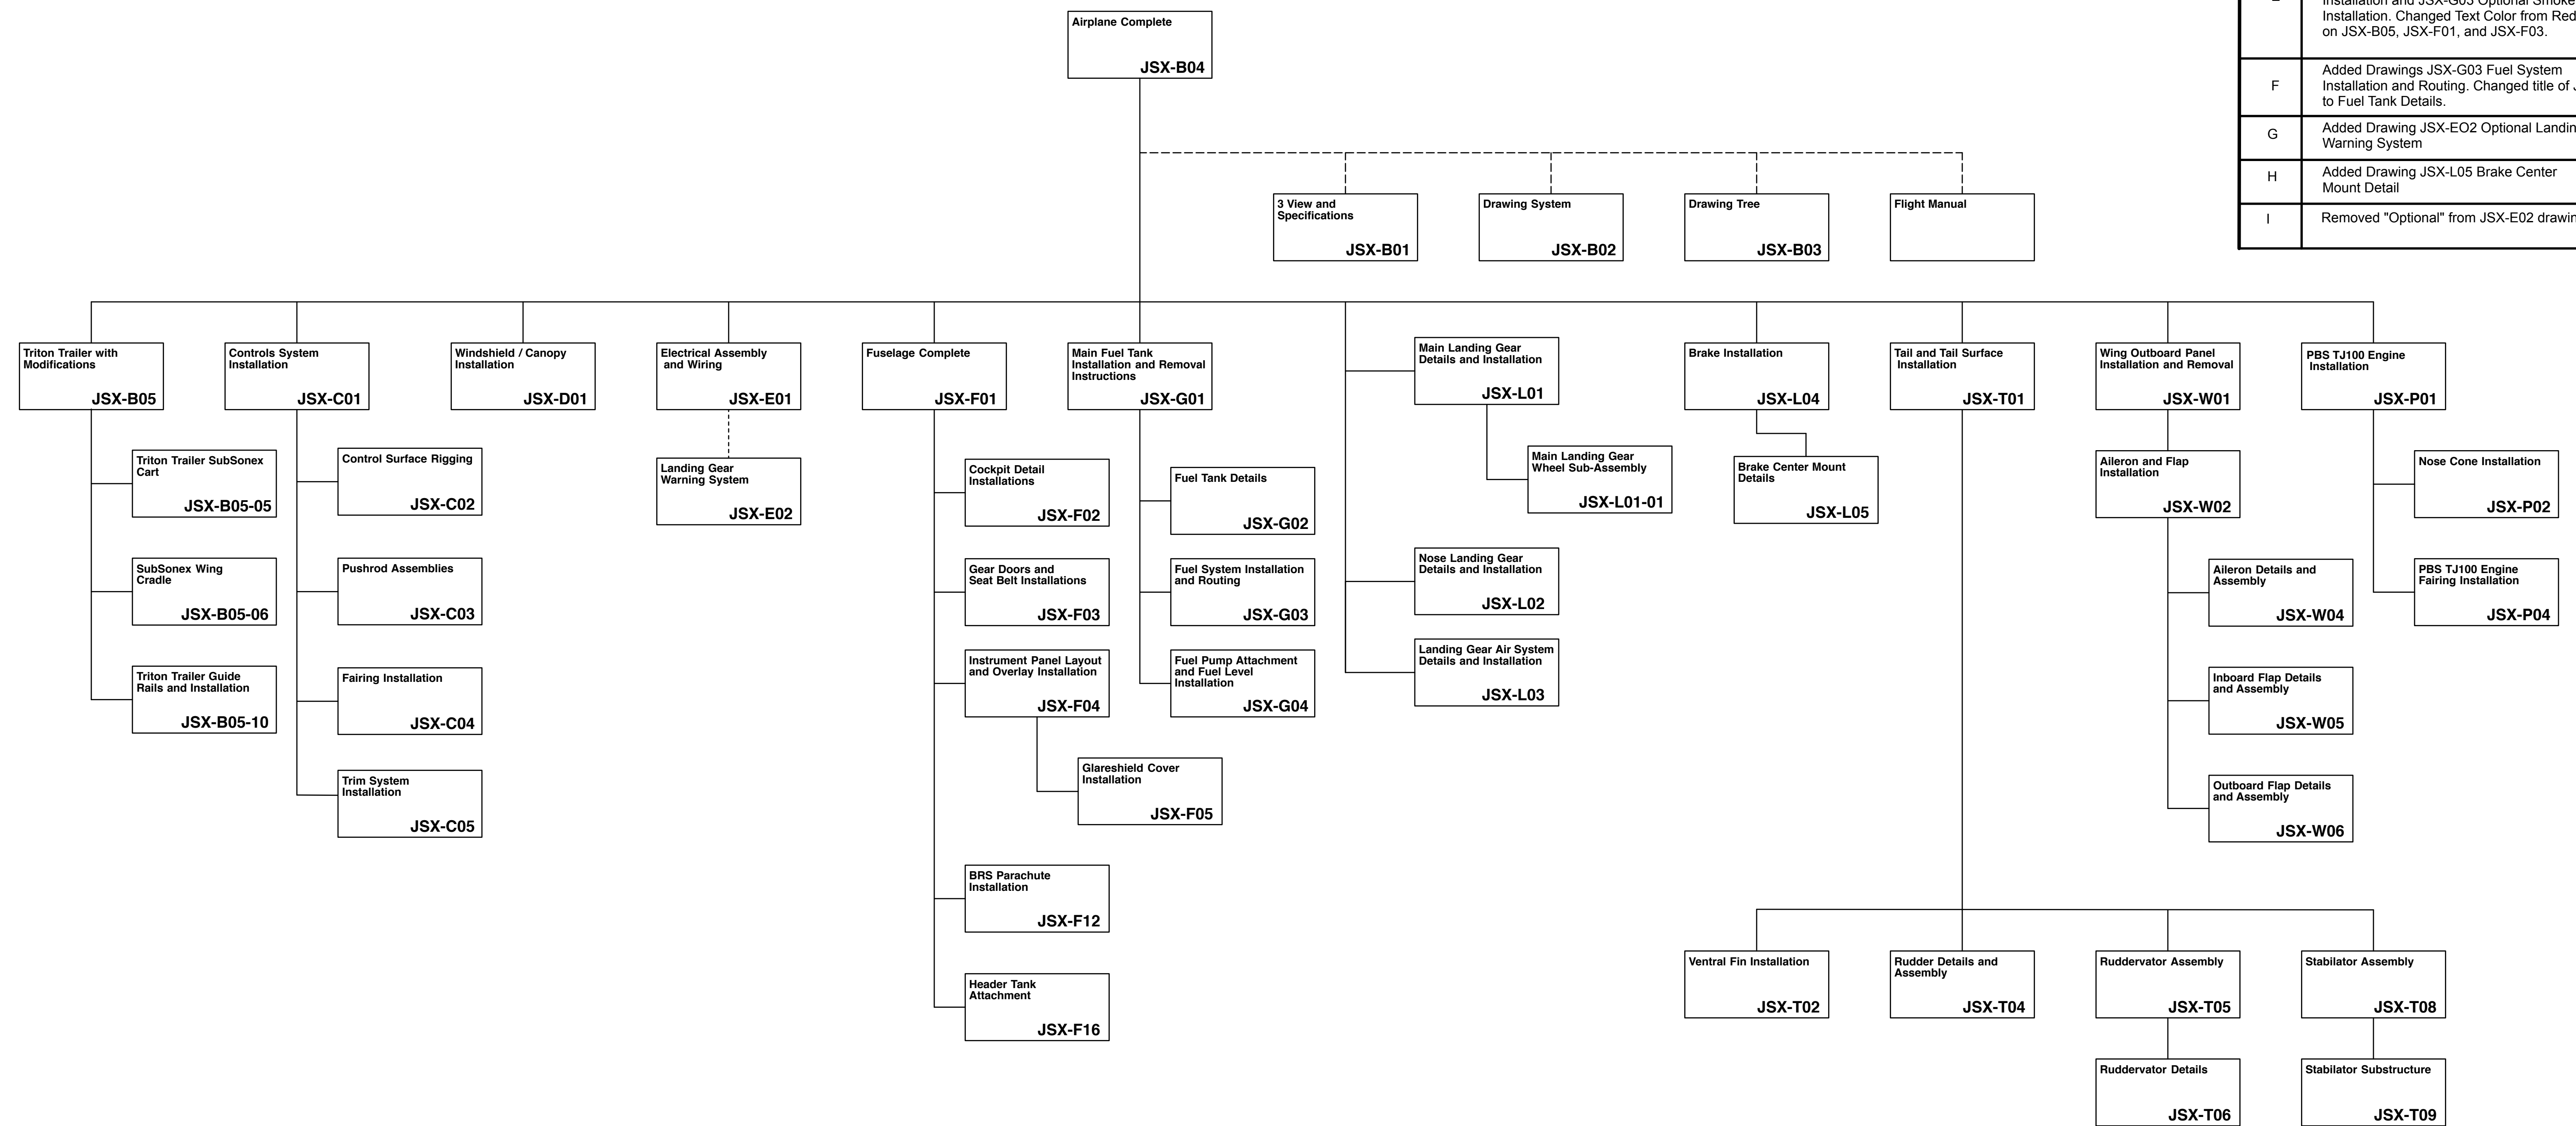 Airplane Complete
JSX-B04
Installation. Changed Text Color from Red
on JSX-B05, JSX-F01, and JSX-F03.
F
Added Drawings JSX-G03 Fuel System
Installation and Routing. Changed title of
to Fuel Tank Details.
G
Added Drawing JSX-EO2 Optional Landin
Warning System
H
Added Drawing JSX-L05 Brake Center
Mount Detail
I
Removed "Optional" from JSX-E02 drawin
3 View and
Specifications
JSX-B01
Drawing System
JSX-B02
Drawing Tree
JSX-B03
Flight Manual
Triton Trailer with
Modifications
JSX-B05
Controls System
Installation
JSX-C01
Windshield / Canopy
Installation
JSX-D01
Electrical Assembly
and Wiring
JSX-E01
Fuselage Complete
JSX-F01
Main Fuel Tank
Installation and Removal
Instructions
JSX-G01
Main Landing Gear
Details and Installation
JSX-L01
Brake Installation
JSX-L04
Tail and Tail Surface
Installation
JSX-T01
Wing Outboard Panel
Installation and Removal
JSX-W01
PBS TJ100 Engine
Installation
JSX-P01
Triton Trailer SubSonex
Cart
JSX-B05-05
Control Surface Rigging
JSX-C02
Landing Gear
Warning System
JSX-E02
Cockpit Detail
Installations
JSX-F02
Fuel Tank Details
JSX-G02
Main Landing Gear
Wheel Sub-Assembly
JSX-L01-01
Brake Center Mount
Details
JSX-L05
Aileron and Flap
Installation
JSX-W02
Nose Cone Installation
JSX-P02
SubSonex Wing
Cradle
JSX-B05-06
Pushrod Assemblies
JSX-C03
Gear Doors and
Seat Belt Installations
JSX-F03
Fuel System Installation
and Routing
JSX-G03
Nose Landing Gear
Details and Installation
JSX-L02
Aileron Details and
Assembly
JSX-W04
PBS TJ100 Engine
Fairing Installation
JSX-P04
Triton Trailer Guide
Rails and Installation
JSX-B05-10
Fairing Installation
JSX-C04
Instrument Panel Layout
and Overlay Installation
JSX-F04
Fuel Pump Attachment
and Fuel Level
Installation
JSX-G04
Landing Gear Air System
Details and Installation
JSX-L03
Inboard Flap Details
and Assembly
JSX-W05
Trim System
Installation
JSX-C05
Glareshield Cover
Installation
JSX-F05
Outboard Flap Details
and Assembly
JSX-W06
BRS Parachute
Installation
JSX-F12
Header Tank
Attachment
JSX-F16
Ventral Fin Installation
JSX-T02
Rudder Details and
Assembly
JSX-T04
Ruddervator Assembly
JSX-T05
Stabilator Assembly
JSX-T08
Ruddervator Details
JSX-T06
Stabilator Substructure
JSX-T09